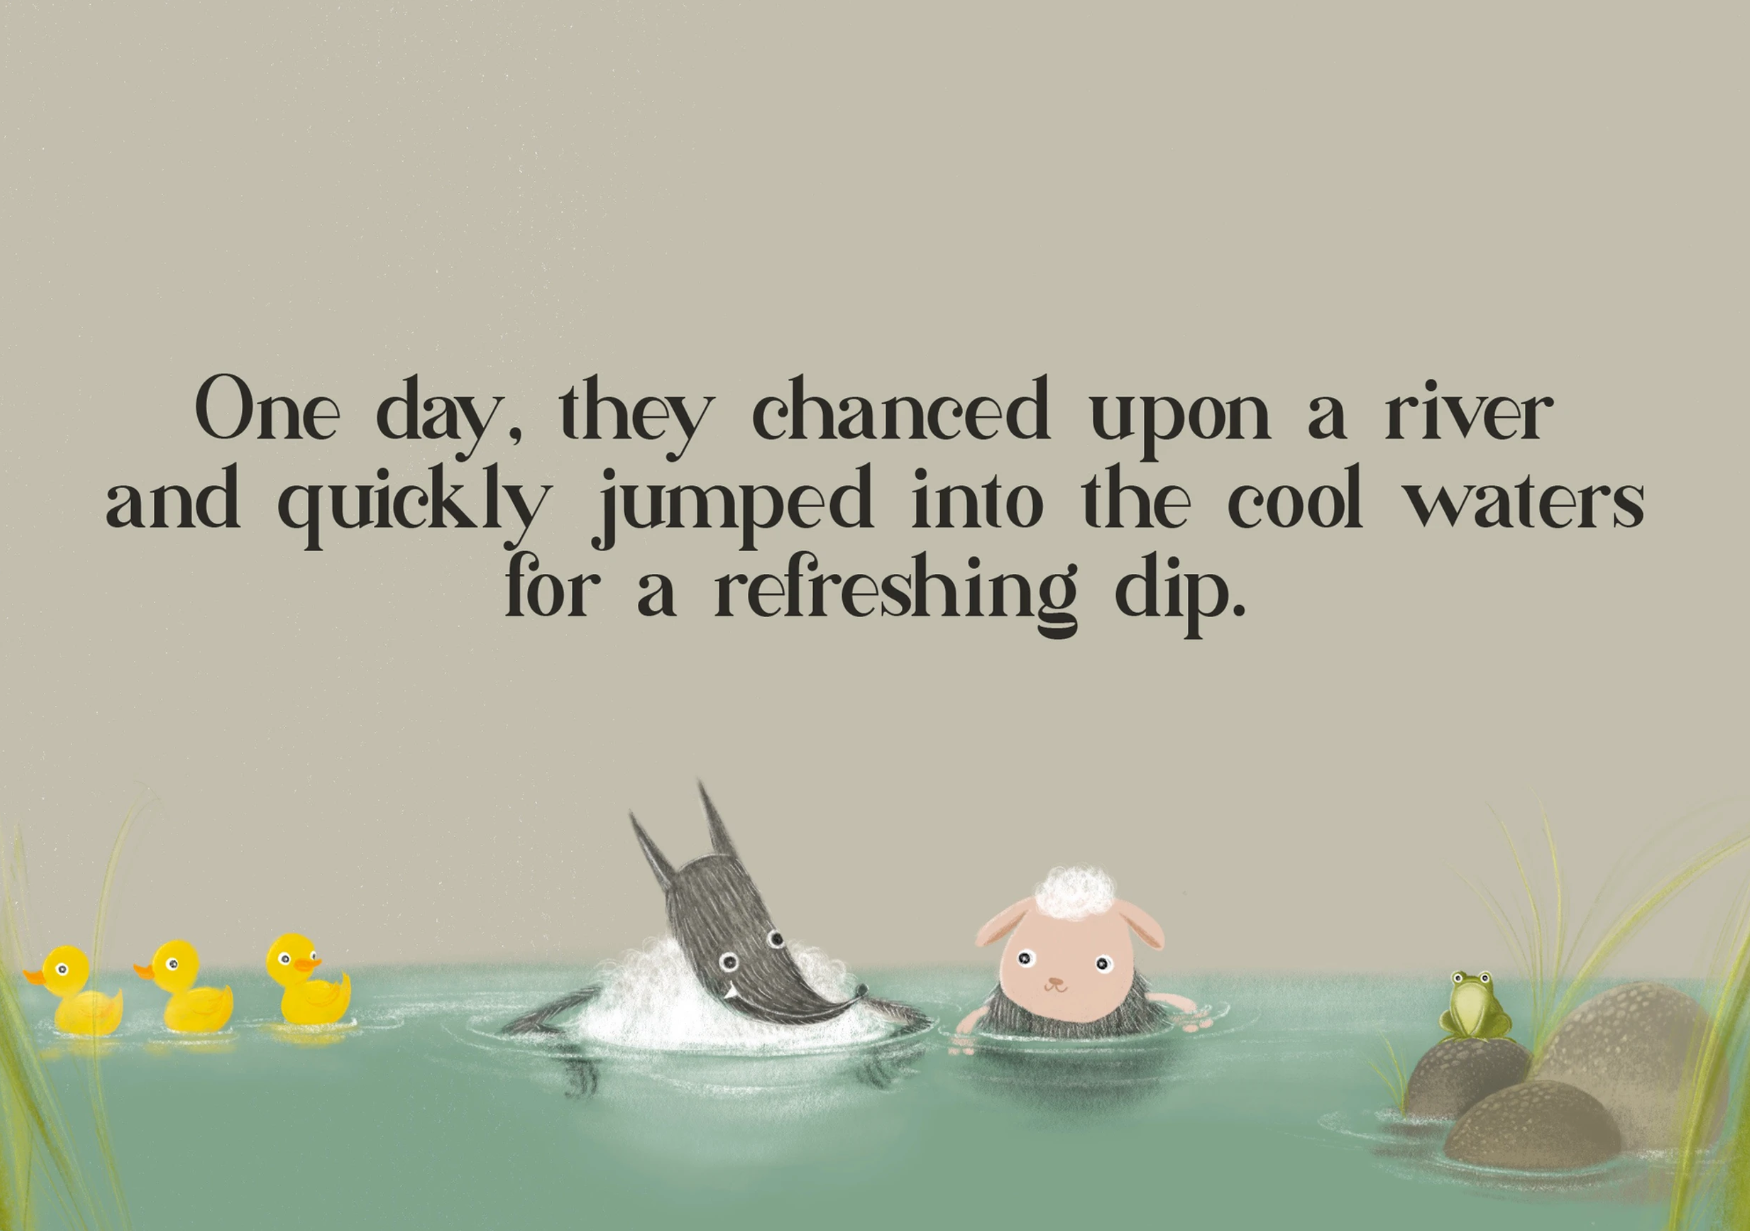 One day, they chanced upon a river
and quickly jumped into the cool waters
for a refreshing dip.